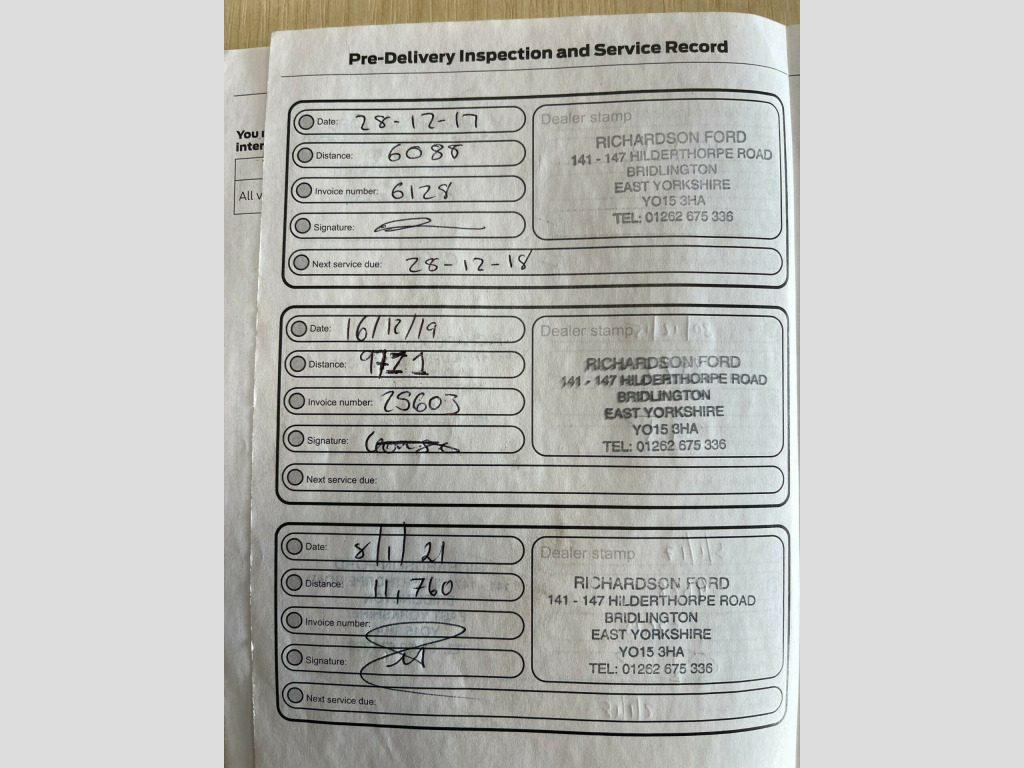 Pre-Delivery Inspection and Service Record
You
inter
All v
Date: 28-12-17
Distance: 6088
Invoice number: 6128
Signature:
Next service due: 28-12-18
Dealer stamp
RICHARDSON FORD
141 - 147 HILDERTHORPE ROAD
BRIDLINGTON
EAST YORKSHIRE
YO15 3HA
TEL: 01262 675 336
Date: 16/12/19
Distance:
Invoice number: 25603
Signature:
Next service due:
Dealer stamp
RICHARDSON FORD
141 - 147 HILDERTHORPE ROAD
BRIDLINGTON
EAST YORKSHIRE
YO15 3HA
TEL: 01262 675 336
Date: 8/1/21
Distance: 11,760
Invoice number:
Signature:
Next service due:
Dealer stamp
RICHARDSON FORD
141 - 147 HILDERTHORPE ROAD
BRIDLINGTON
EAST YORKSHIRE
YO15 3HA
TEL: 01262 675 336